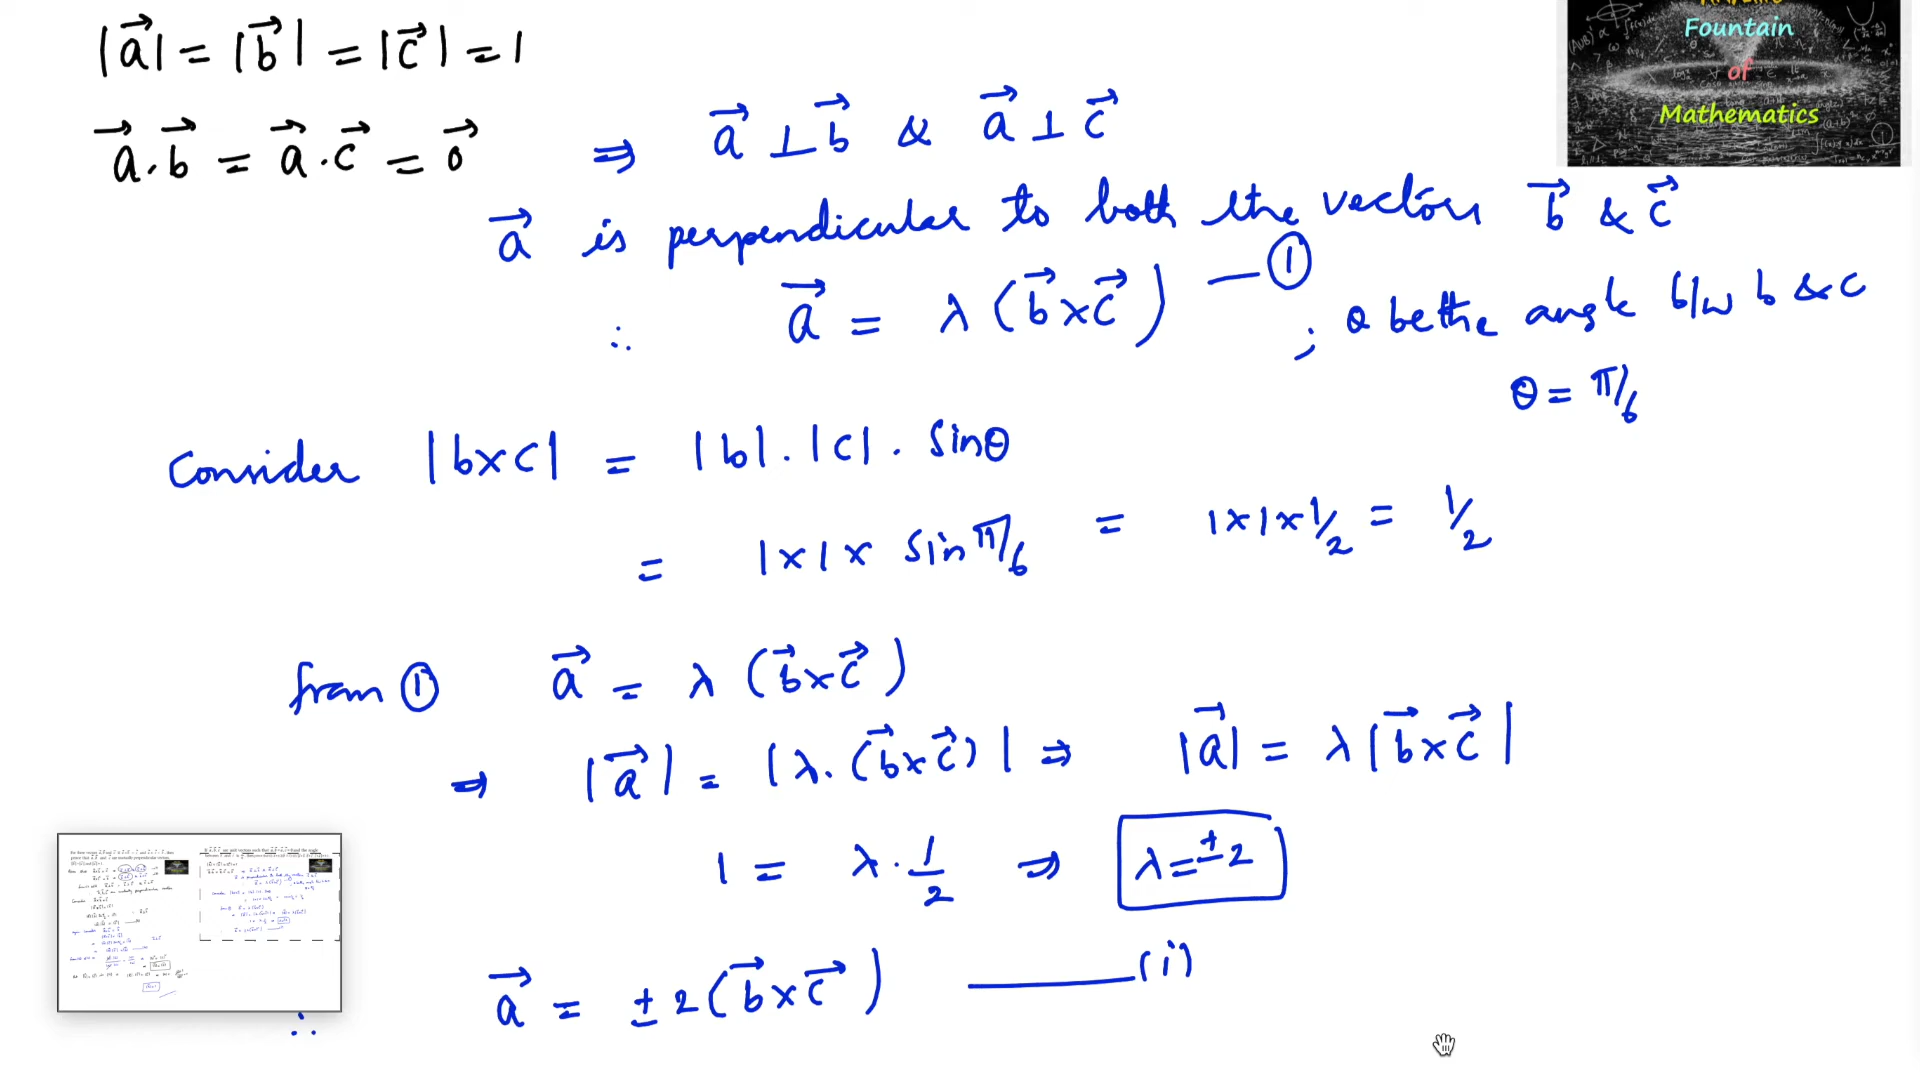 |a⃗| = |b⃗| = |c⃗| = 1
Fountain
of
Mathematics
a⃗.b⃗ = a⃗.c⃗ = 0⃗ ⇒ a⃗ ⊥ b⃗ & a⃗ ⊥ c⃗
a⃗ is perpendicular to both the vectors b⃗ & c⃗
∴ a⃗ = λ (b⃗×c⃗) — ① ; θ be the angle b/w b & c
θ = π/6
Consider |b×c| = |b|.|c|. sinθ
= 1×1× sin π/6 = 1×1×1/2 = 1/2
from ① a⃗ = λ (b⃗×c⃗)
⇒ |a⃗| = |λ.(b⃗×c⃗)| ⇒ |a⃗| = λ|b⃗×c⃗|
1 = λ . 1/2 ⇒ λ = ±2
∴ a⃗ = ±2(b⃗×c⃗) — (i)